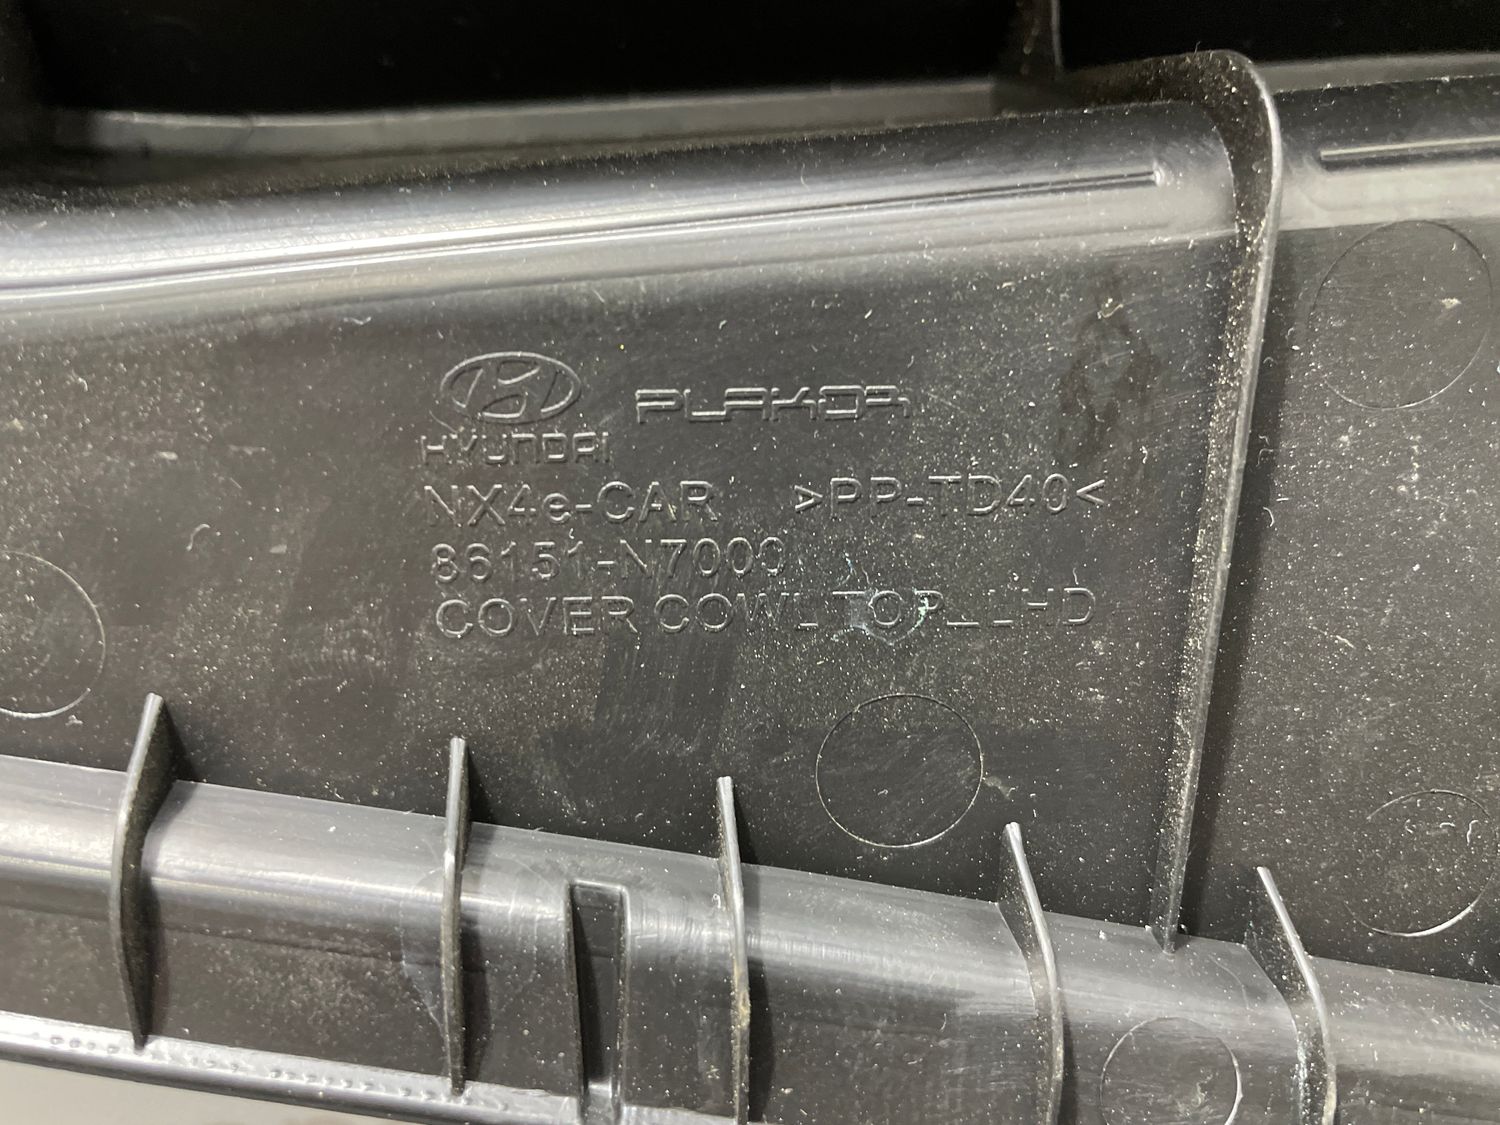 HYUNDAI PLAKOR
NX4e-CAR >PP-TD40<
86151-N7000
COVER COWL TOP_LHD